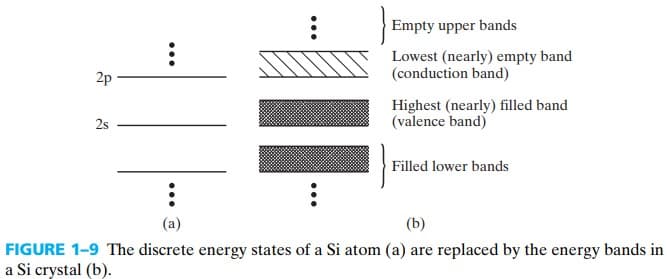 Empty upper bands
Lowest (nearly) empty band
(conduction band)
2p
Highest (nearly) filled band
(valence band)
2s
Filled lower bands
(a)
(b)
FIGURE 1–9 The discrete energy states of a Si atom (a) are replaced by the energy bands in
a Si crystal (b).